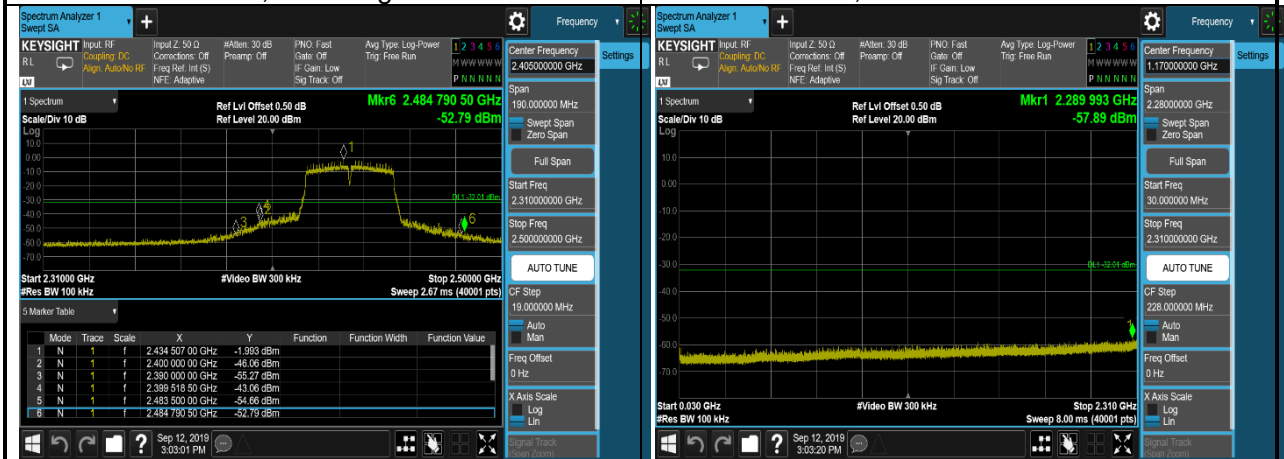 Spectrum Analyzer 1
Swept SA
Frequency
KEYSIGHT
RL
LXI
Input: RF
Coupling: DC
Align: Auto/No RF
Input Z: 50 Ω
Corrections: Off
Freq Ref: Int (S)
NFE: Adaptive
#Atten: 30 dB
Preamp: Off
PNO: Fast
Gate: Off
IF Gain: Low
Sig Track: Off
Avg Type: Log-Power
Trig: Free Run
1 2 3 4 5 6
M W W W W W
P N N N N N
1 Spectrum
Scale/Div 10 dB
Ref Lvl Offset 0.50 dB
Ref Level 20.00 dBm
Mkr6 2.484 790 50 GHz
-52.79 dBm
Log
10.0
0.00
-10.0
-20.0
-30.0
-40.0
-50.0
-60.0
-70.0
1
3
6
DL1 -32.01 dBm
Start 2.31000 GHz
#Res BW 100 kHz
#Video BW 300 kHz
Stop 2.50000 GHz
Sweep 2.67 ms (40001 pts)
5 Marker Table
Mode Trace Scale X Y Function Function Width Function Value
1 N 1 f 2.434 507 00 GHz -1.993 dBm
2 N 1 f 2.400 000 00 GHz -46.06 dBm
3 N 1 f 2.390 000 00 GHz -55.27 dBm
4 N 1 f 2.399 518 50 GHz -43.06 dBm
5 N 1 f 2.483 500 00 GHz -54.66 dBm
6 N 1 f 2.484 790 50 GHz -52.79 dBm
Center Frequency
2.405000000 GHz
Settings
Span
190.000000 MHz
Swept Span
Zero Span
Full Span
Start Freq
2.310000000 GHz
Stop Freq
2.500000000 GHz
AUTO TUNE
CF Step
19.000000 MHz
Auto
Man
Freq Offset
0 Hz
X Axis Scale
Log
Lin
Signal Track
(Span Zoom)
?
Sep 12, 2019
3:03:01 PM
Spectrum Analyzer 1
Swept SA
Frequency
KEYSIGHT
RL
LXI
Input: RF
Coupling: DC
Align: Auto/No RF
Input Z: 50 Ω
Corrections: Off
Freq Ref: Int (S)
NFE: Adaptive
#Atten: 30 dB
Preamp: Off
PNO: Fast
Gate: Off
IF Gain: Low
Sig Track: Off
Avg Type: Log-Power
Trig: Free Run
1 2 3 4 5 6
M W W W W W
P N N N N N
1 Spectrum
Scale/Div 10 dB
Ref Lvl Offset 0.50 dB
Ref Level 20.00 dBm
Mkr1 2.289 993 GHz
-57.89 dBm
Log
10.0
0.00
-10.0
-20.0
-30.0
-40.0
-50.0
-60.0
-70.0
DL1 -32.01 dBm
1
Start 0.030 GHz
#Res BW 100 kHz
#Video BW 300 kHz
Stop 2.310 GHz
Sweep 8.00 ms (40001 pts)
Center Frequency
1.170000000 GHz
Settings
Span
2.28000000 GHz
Swept Span
Zero Span
Full Span
Start Freq
30.000000 MHz
Stop Freq
2.310000000 GHz
AUTO TUNE
CF Step
228.000000 MHz
Auto
Man
Freq Offset
0 Hz
X Axis Scale
Log
Lin
Signal Track
(Span Zoom)
?
Sep 12, 2019
3:03:20 PM